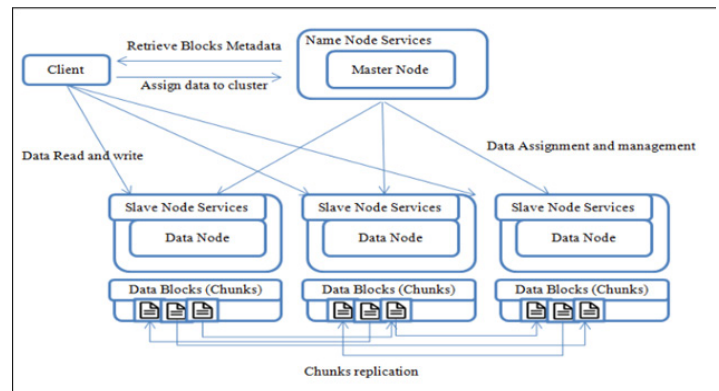 Retrieve Blocks Metadata
Name Node Services
Client
Master Node
Assign data to cluster
Data Read and write
Data Assignment and management
Slave Node Services
Slave Node Services
Slave Node Services
Data Node
Data Node
Data Node
Data Blocks (Chunks)
Data Blocks (Chunks)
Data Blocks (Chunks)
Chunks replication